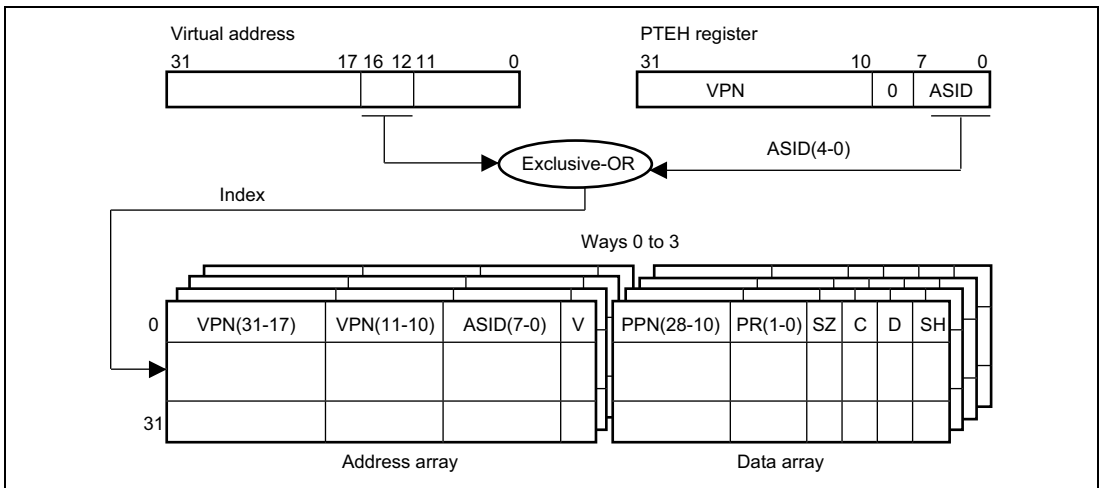 Virtual address
31 17 16 12 11 0
PTEH register
31 10 7 0
VPN 0 ASID
Exclusive-OR
ASID(4-0)
Index
Ways 0 to 3
0 VPN(31-17) VPN(11-10) ASID(7-0) V PPN(28-10) PR(1-0) SZ C D SH
31
Address array
Data array